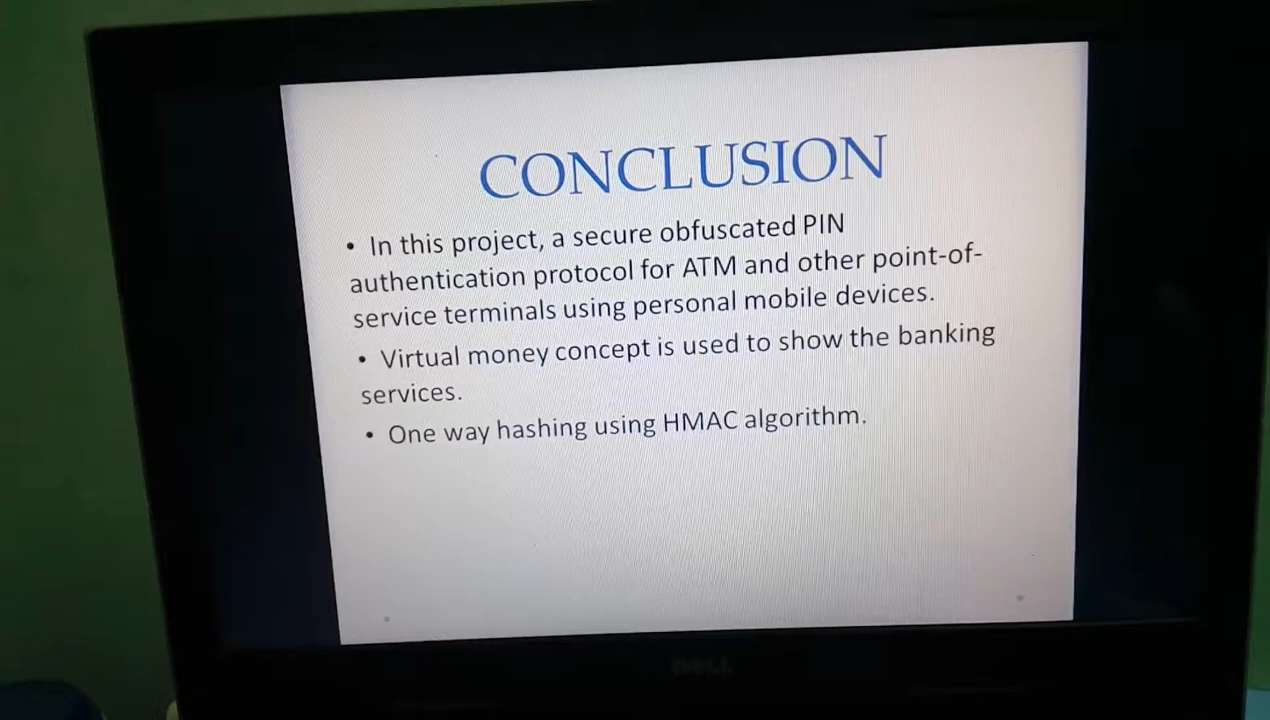 CONCLUSION
• In this project, a secure obfuscated PIN
authentication protocol for ATM and other point-of-
service terminals using personal mobile devices.
• Virtual money concept is used to show the banking
services.
• One way hashing using HMAC algorithm.
DELL